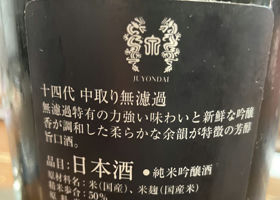 JUYONDAI
十四代 中取り無濾過
無濾過特有の力強い味わいと新鮮な吟醸
香が調和した柔らかな余韻が特徴の芳醇
旨口酒。
品目:日本酒 ●純米吟醸酒
原材料名:米(国産)、米麹(国産米)
精米歩合:50%